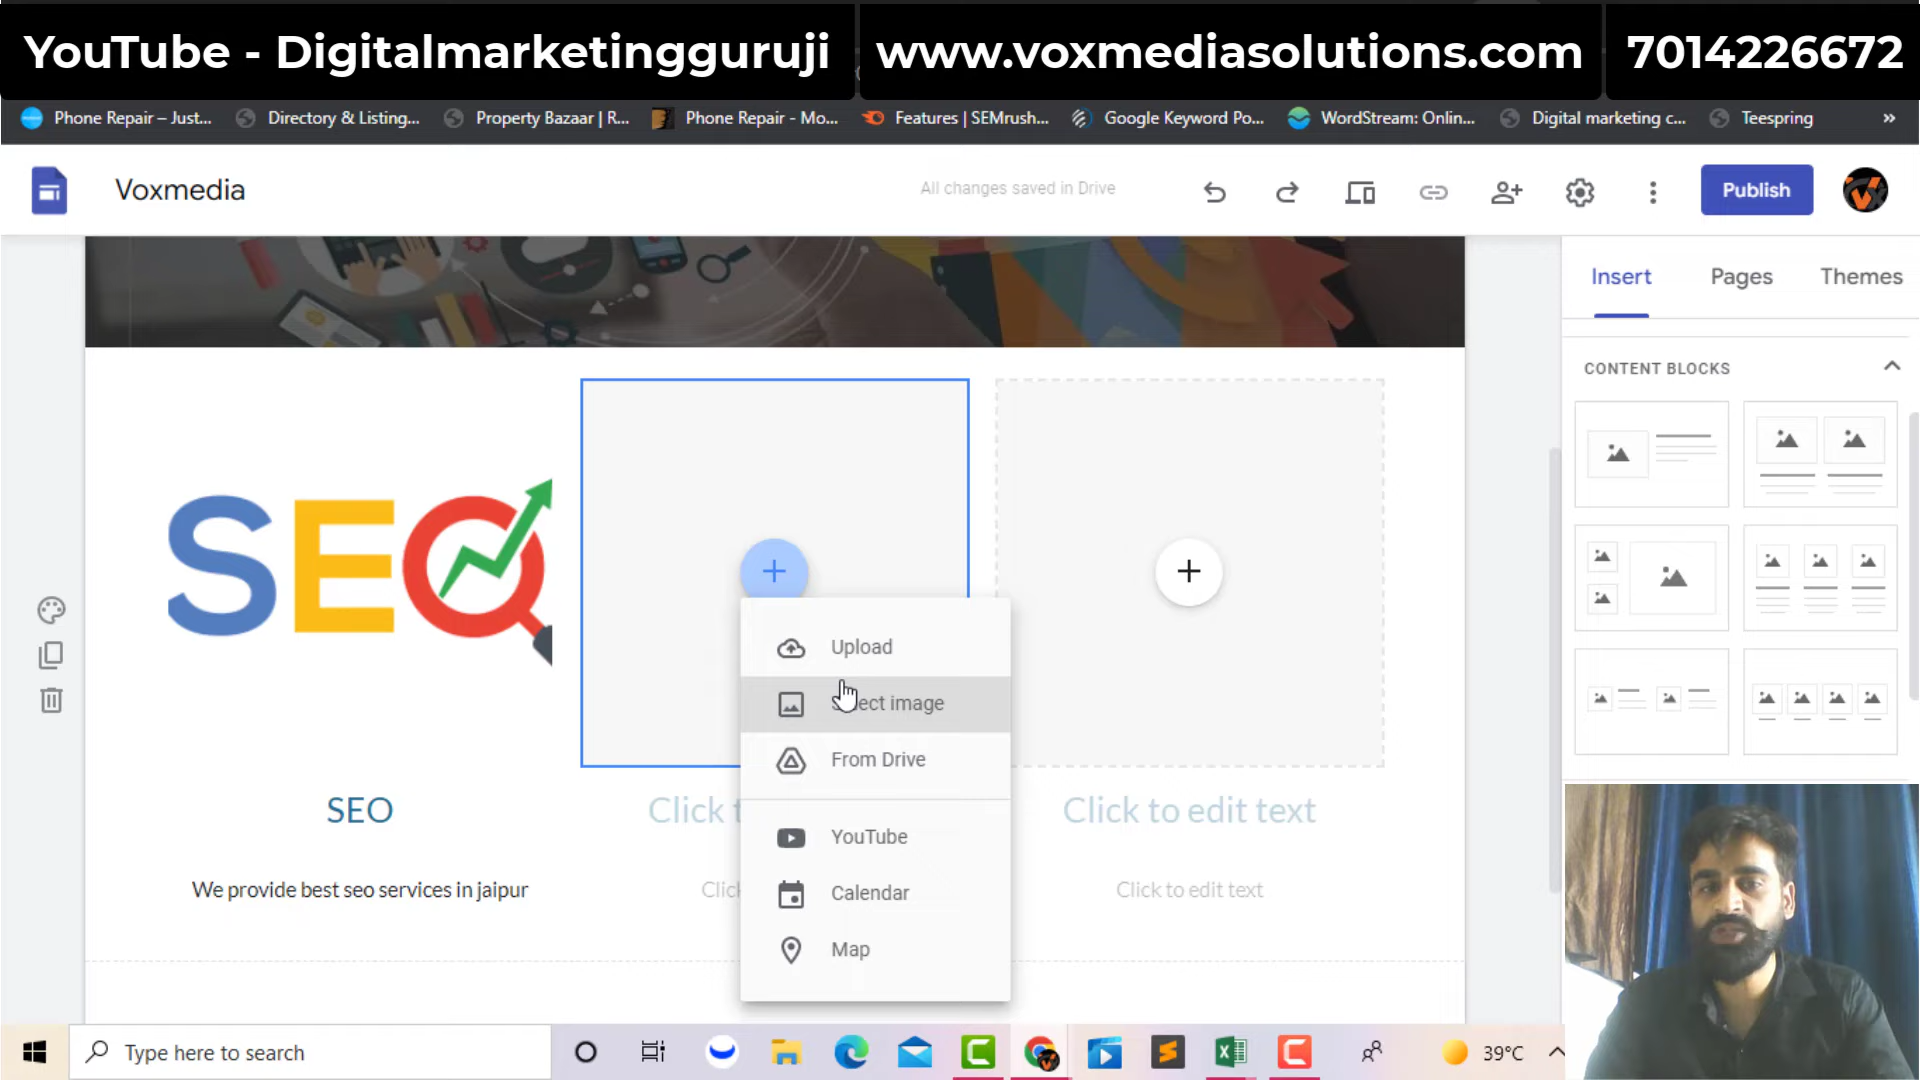 YouTube - Digitalmarketingguruji www.voxmediasolutions.com 7014226672
Phone Repair – Just... Directory & Listing... Property Bazaar | R... Phone Repair - Mo... Features | SEMrush... Google Keyword Po... WordStream: Onlin... Digital marketing c... Teespring »
Voxmedia All changes saved in Drive Publish
Insert Pages Themes
CONTENT BLOCKS
SEO
Upload
Select image
From Drive
SEO Click t Click to edit text
YouTube
We provide best seo services in jaipur Click Click to edit text
Calendar
Map
Type here to search 39°C